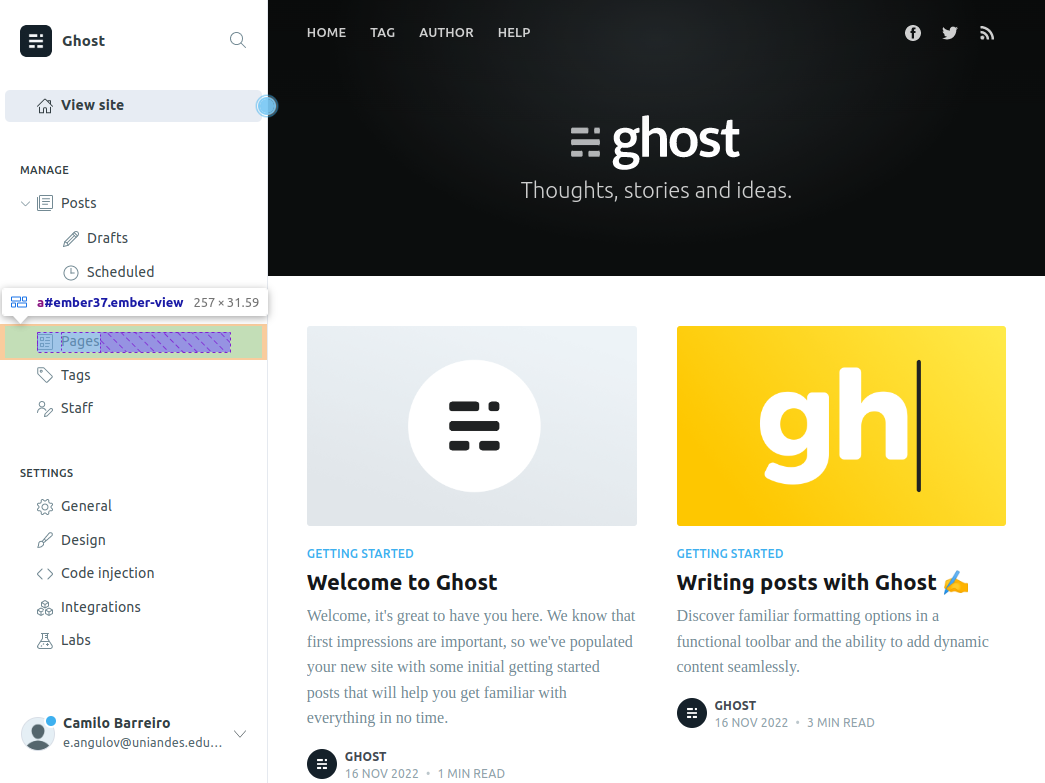 Ghost
View site
MANAGE
Posts
Drafts
Scheduled
a#ember37.ember-view 257 × 31.59
Pages
Tags
Staff
SETTINGS
General
Design
Code injection
Integrations
Labs
Camilo Barreiro
e.angulov@uniandes.edu...
HOME TAG AUTHOR HELP
ghost
Thoughts, stories and ideas.
GETTING STARTED
Welcome to Ghost
Welcome, it's great to have you here. We know that
first impressions are important, so we've populated
your new site with some initial getting started
posts that will help you get familiar with
everything in no time.
GHOST
16 NOV 2022 • 1 MIN READ
gh
GETTING STARTED
Writing posts with Ghost ✍️
Discover familiar formatting options in a
functional toolbar and the ability to add dynamic
content seamlessly.
GHOST
16 NOV 2022 • 3 MIN READ